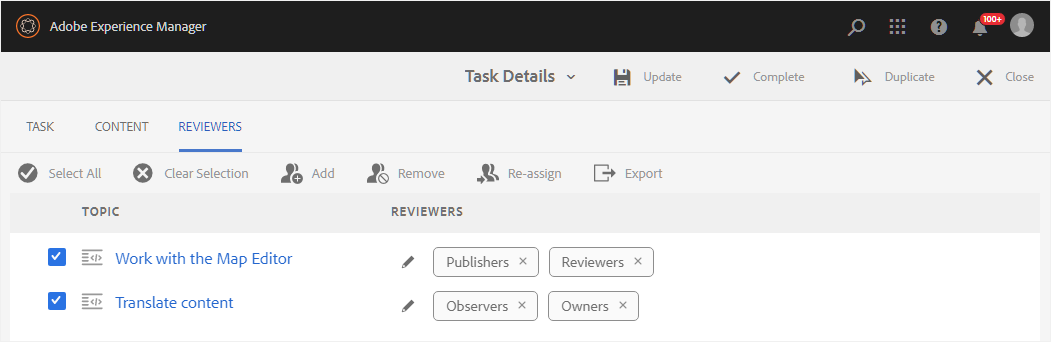 Adobe Experience Manager
100+
Task Details Update Complete Duplicate Close
TASK CONTENT REVIEWERS
Select All Clear Selection Add Remove Re-assign Export
TOPIC REVIEWERS
Work with the Map Editor Publishers × Reviewers ×
Translate content Observers × Owners ×